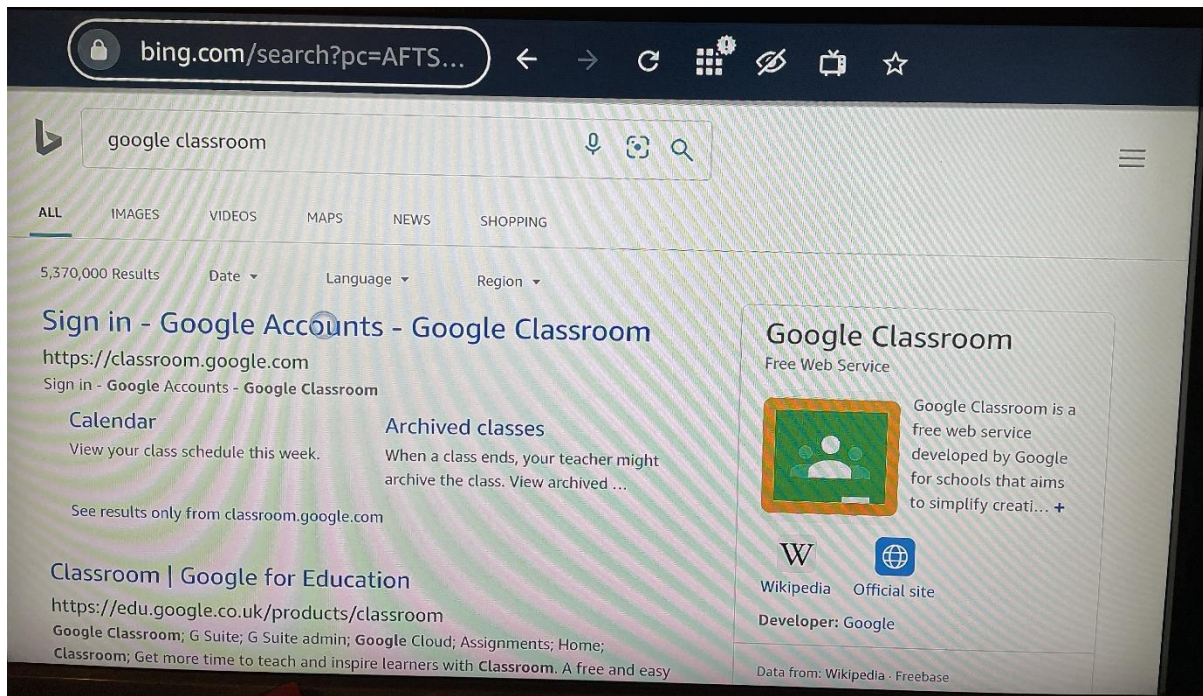 bing.com/search?pc=AFTS...
google classroom
ALL IMAGES VIDEOS MAPS NEWS SHOPPING
5,370,000 Results Date Language Region
Sign in - Google Accounts - Google Classroom
https://classroom.google.com
Sign in - Google Accounts - Google Classroom
Calendar
View your class schedule this week.
Archived classes
When a class ends, your teacher might
archive the class. View archived ...
See results only from classroom.google.com
Classroom | Google for Education
https://edu.google.co.uk/products/classroom
Google Classroom; G Suite; G Suite admin; Google Cloud; Assignments; Home;
Classroom; Get more time to teach and inspire learners with Classroom. A free and easy
Google Classroom
Free Web Service
Google Classroom is a
free web service
developed by Google
for schools that aims
to simplify creati... +
W
Wikipedia Official site
Developer: Google
Data from: Wikipedia · Freebase